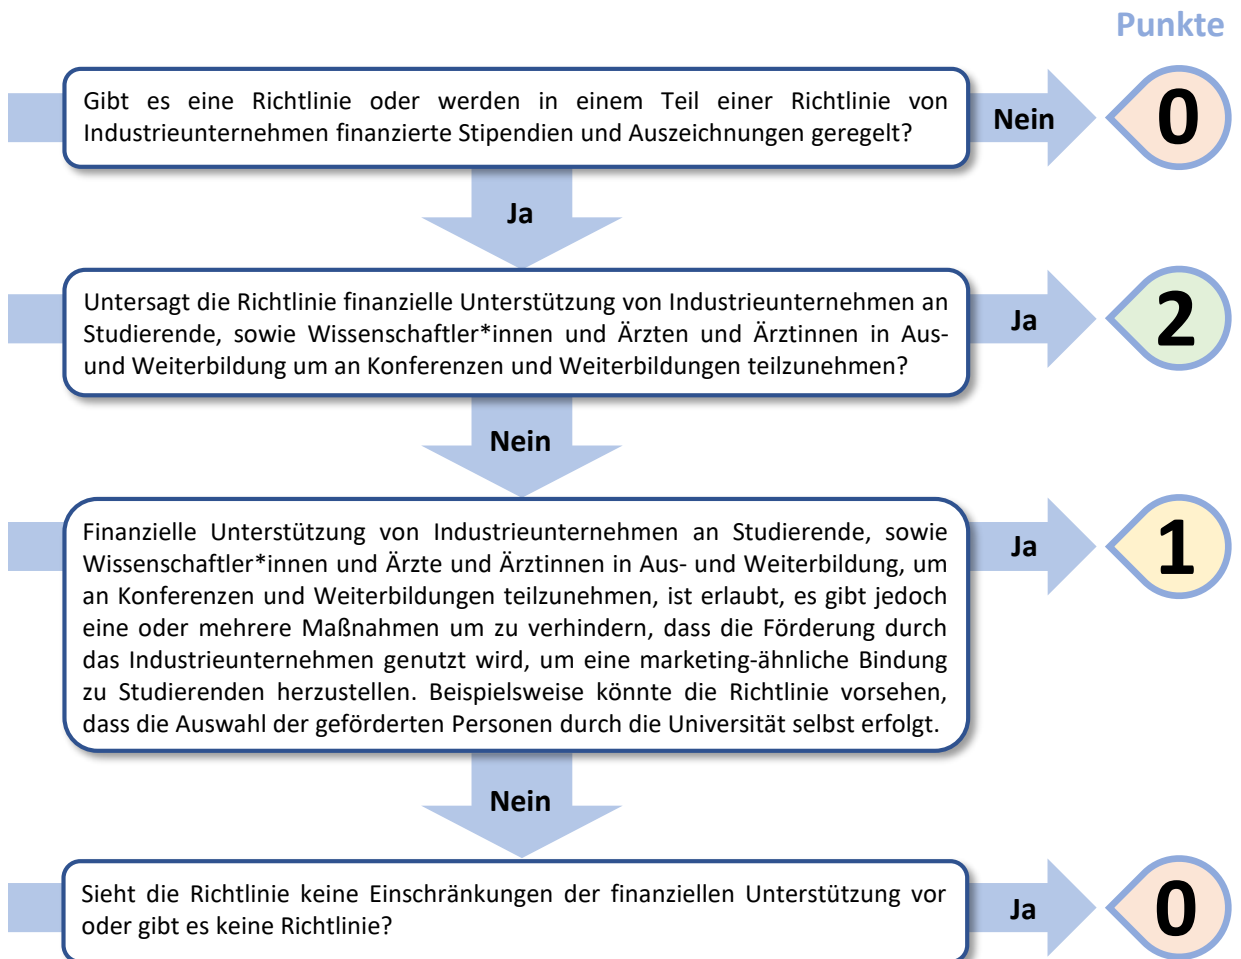 Punkte
Gibt es eine Richtlinie oder werden in einem Teil einer Richtlinie von
Industrieunternehmen finanzierte Stipendien und Auszeichnungen geregelt?
Nein
0
Ja
Untersagt die Richtlinie finanzielle Unterstützung von Industrieunternehmen an
Studierende, sowie Wissenschaftler*innen und Ärzten und Ärztinnen in Aus-
und Weiterbildung um an Konferenzen und Weiterbildungen teilzunehmen?
Ja
2
Nein
Finanzielle Unterstützung von Industrieunternehmen an Studierende, sowie
Wissenschaftler*innen und Ärzte und Ärztinnen in Aus- und Weiterbildung, um
an Konferenzen und Weiterbildungen teilzunehmen, ist erlaubt, es gibt jedoch
eine oder mehrere Maßnahmen um zu verhindern, dass die Förderung durch
das Industrieunternehmen genutzt wird, um eine marketing-ähnliche Bindung
zu Studierenden herzustellen. Beispielsweise könnte die Richtlinie vorsehen,
dass die Auswahl der geförderten Personen durch die Universität selbst erfolgt.
Ja
1
Nein
Sieht die Richtlinie keine Einschränkungen der finanziellen Unterstützung vor
oder gibt es keine Richtlinie?
Ja
0